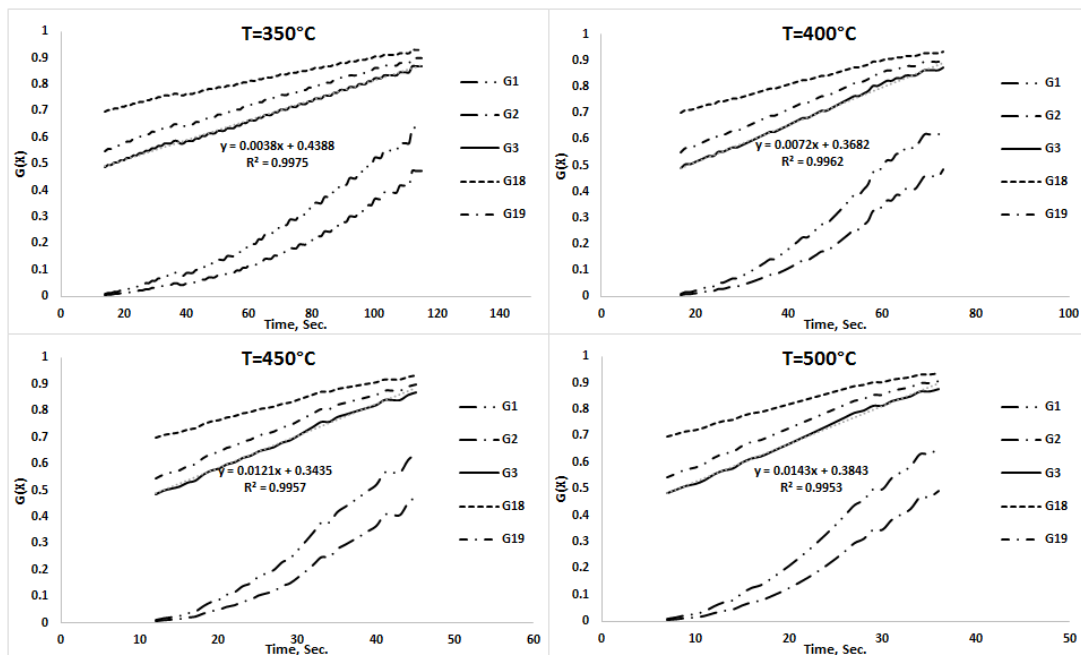 T=350°C
1
0.9
0.8
0.7
0.6
0.5
0.4
0.3
0.2
0.1
0
G(X)
y = 0.0038x + 0.4388
R² = 0.9975
G1
G2
G3
G18
G19
0 20 40 60 80 100 120 140
Time, Sec.
T=400°C
1
0.9
0.8
0.7
0.6
0.5
0.4
0.3
0.2
0.1
0
G(X)
y = 0.0072x + 0.3682
R² = 0.9962
G1
G2
G3
G18
G19
0 20 40 60 80 100
Time, Sec.
T=450°C
1
0.9
0.8
0.7
0.6
0.5
0.4
0.3
0.2
0.1
0
G(X)
y = 0.0121x + 0.3435
R² = 0.9957
G1
G2
G3
G18
G19
0 10 20 30 40 50 60
Time, Sec.
T=500°C
1
0.9
0.8
0.7
0.6
0.5
0.4
0.3
0.2
0.1
0
G(X)
y = 0.0143x + 0.3843
R² = 0.9953
G1
G2
G3
G18
G19
0 10 20 30 40 50
Time, Sec.